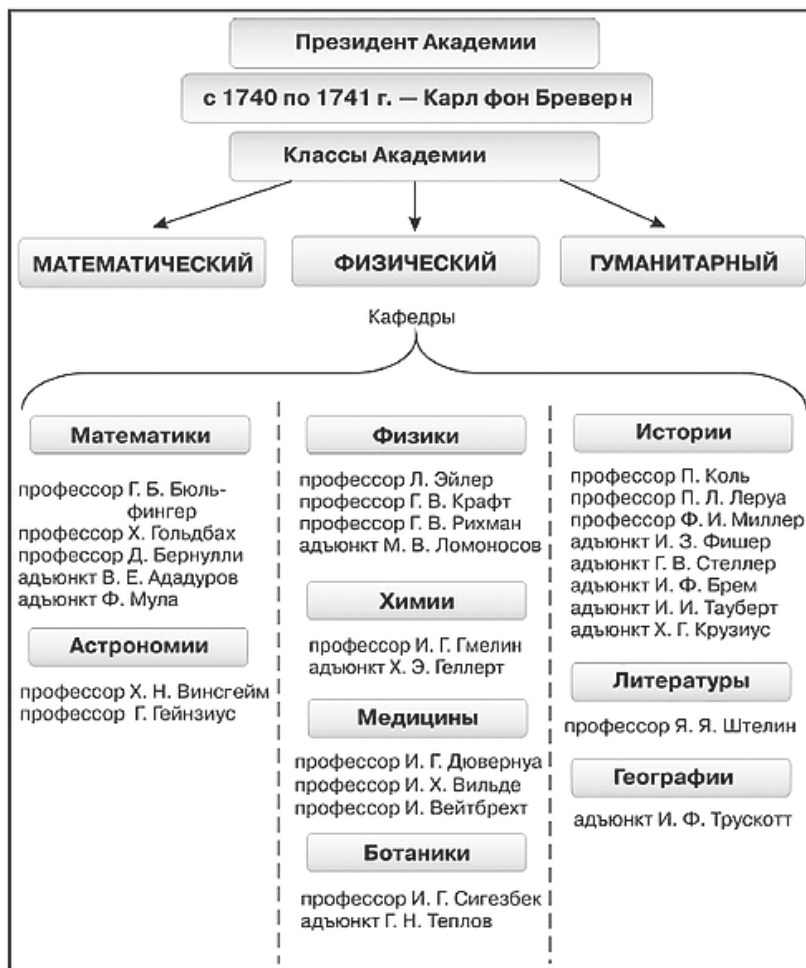 Президент Академии
с 1740 по 1741 г. — Карл фон Бреверн
Классы Академии
МАТЕМАТИЧЕСКИЙ
ФИЗИЧЕСКИЙ
ГУМАНИТАРНЫЙ
Кафедры
Математики
профессор Г. Б. Бюль-
фингер
профессор Х. Гольдбах
профессор Д. Бернулли
адъюнкт В. Е. Ададуров
адъюнкт Ф. Мула
Астрономии
профессор Х. Н. Винсгейм
профессор Г. Гейнзиус
Физики
профессор Л. Эйлер
профессор Г. В. Крафт
профессор Г. В. Рихман
адъюнкт М. В. Ломоносов
Химии
профессор И. Г. Гмелин
адъюнкт Х. Э. Геллерт
Медицины
профессор И. Г. Дювернуа
профессор И. Х. Вильде
профессор И. Вейтбрехт
Ботаники
профессор И. Г. Сигезбек
адъюнкт Г. Н. Теплов
Истории
профессор П. Коль
профессор П. Л. Леруа
профессор Ф. И. Миллер
адъюнкт И. З. Фишер
адъюнкт Г. В. Стеллер
адъюнкт И. Ф. Брем
адъюнкт И. И. Тауберт
адъюнкт Х. Г. Крузиус
Литературы
профессор Я. Я. Штелин
Географии
адъюнкт И. Ф. Трускотт